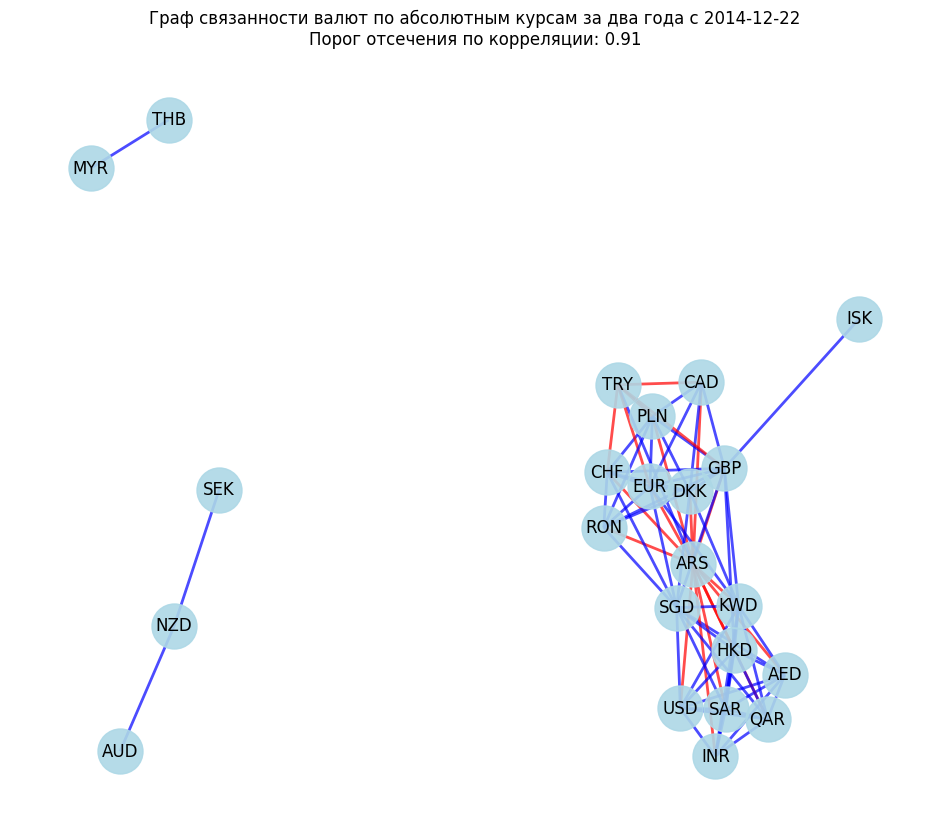 Граф связанности валют по абсолютным курсам за два года с 2014-12-22
Порог отсечения по корреляции: 0.91
THB
MYR
ISK
TRY
CAD
PLN
GBP
CHF
EUR
DKK
SEK
RON
ARS
SGD
KWD
NZD
HKD
AED
USD
SAR
QAR
AUD
INR